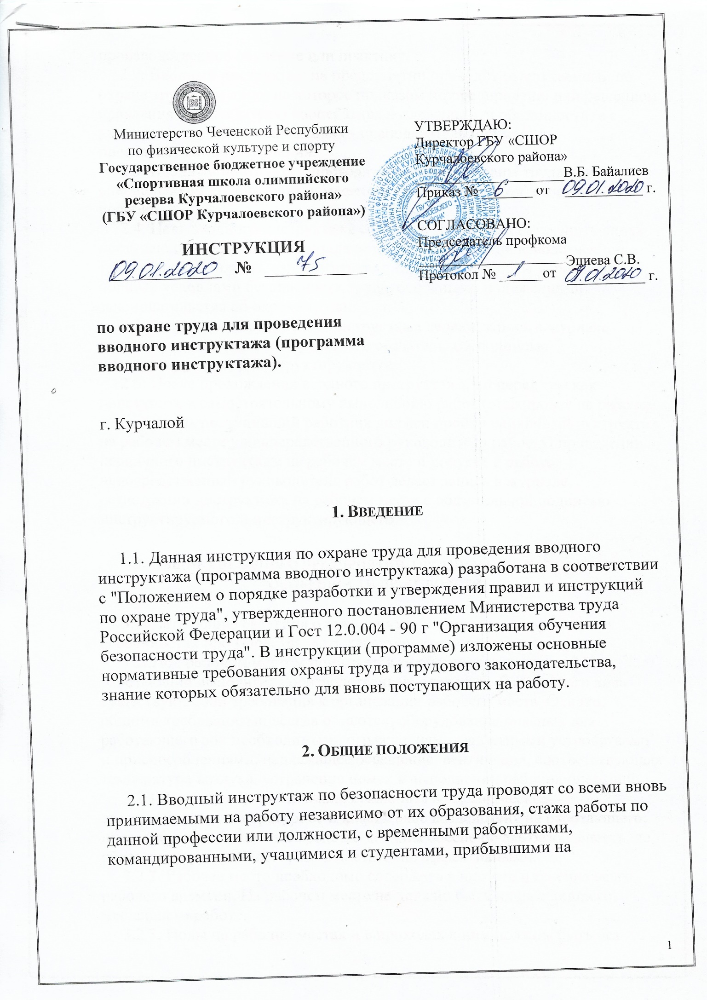 Министерство Чеченской Республики
по физической культуре и спорту
Государственное бюджетное учреждение
«Спортивная школа олимпийского
резерва Курчалоевского района»
(ГБУ «СШОР Курчалоевского района»)
ИНСТРУКЦИЯ
09.01.2020 № 75
УТВЕРЖДАЮ:
Директор ГБУ «СШОР
Курчалоевского района»
В.Б. Байалиев
Приказ № 6 от 09.01.2020 г.
СОГЛАСОВАНО:
Председатель профкома
Эциева С.В.
Протокол № 1 от 09.01.2020 г.
ГБУ "СШОР
КУРЧАЛОЕВСКОГО
РАЙОНА"
по охране труда для проведения
вводного инструктажа (программа
вводного инструктажа).
г. Курчалой
1. ВВЕДЕНИЕ
1.1. Данная инструкция по охране труда для проведения вводного
инструктажа (программа вводного инструктажа) разработана в соответствии
с "Положением о порядке разработки и утверждения правил и инструкций
по охране труда", утвержденного постановлением Министерства труда
Российской Федерации и Гост 12.0.004 - 90 г "Организация обучения
безопасности труда". В инструкции (программе) изложены основные
нормативные требования охраны труда и трудового законодательства,
знание которых обязательно для вновь поступающих на работу.
2. ОБЩИЕ ПОЛОЖЕНИЯ
2.1. Вводный инструктаж по безопасности труда проводят со всеми вновь
принимаемыми на работу независимо от их образования, стажа работы по
данной профессии или должности, с временными работниками,
командированными, учащимися и студентами, прибывшими на
1